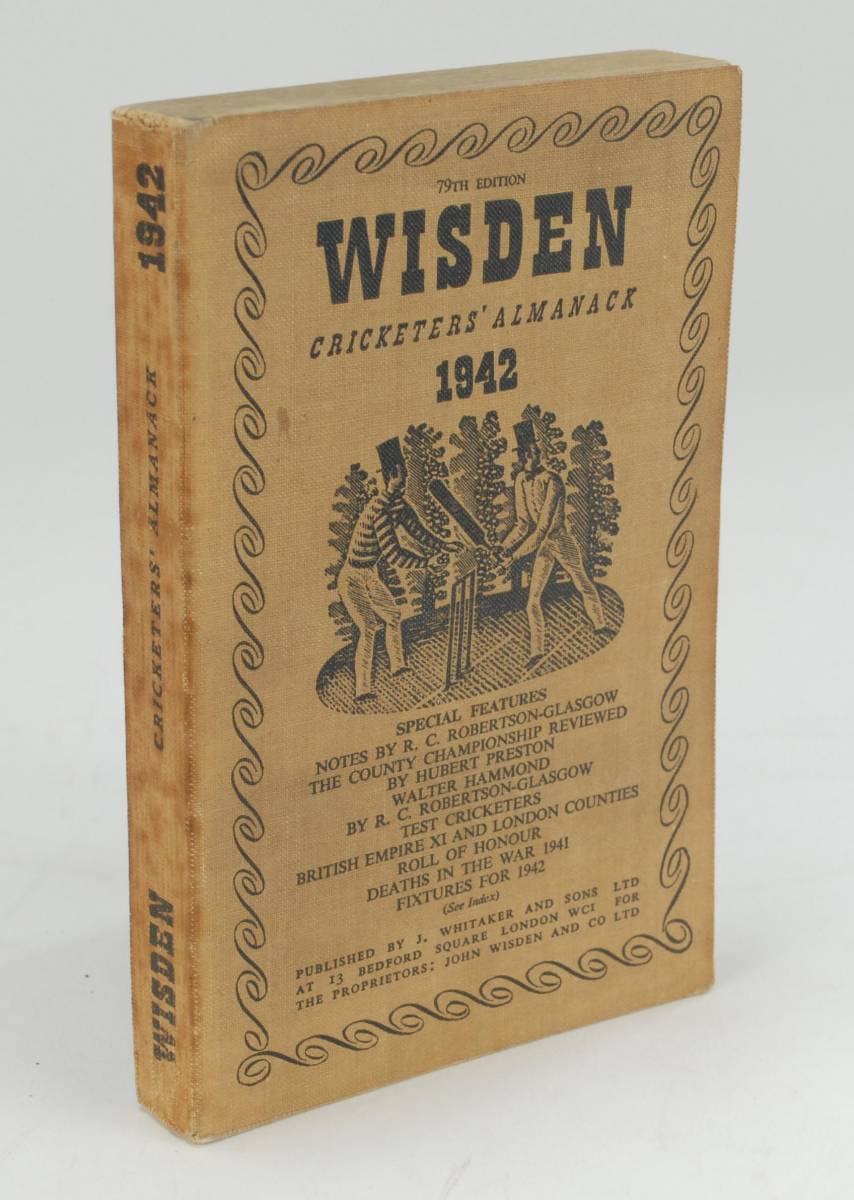 1942
CRICKETERS' ALMANACK
WISDEN
79TH EDITION
WISDEN
CRICKETERS' ALMANACK
1942
SPECIAL FEATURES
NOTES BY R. C. ROBERTSON-GLASGOW
THE COUNTY CHAMPIONSHIP REVIEWED
BY HUBERT PRESTON
WALTER HAMMOND
BY R. C. ROBERTSON-GLASGOW
TEST CRICKETERS
BRITISH EMPIRE XI AND LONDON COUNTIES
ROLL OF HONOUR
DEATHS IN THE WAR 1941
FIXTURES FOR 1942
(See Index)
PUBLISHED BY J. WHITAKER AND SONS LTD
AT 13 BEDFORD SQUARE LONDON WC1 FOR
THE PROPRIETORS: JOHN WISDEN AND CO LTD